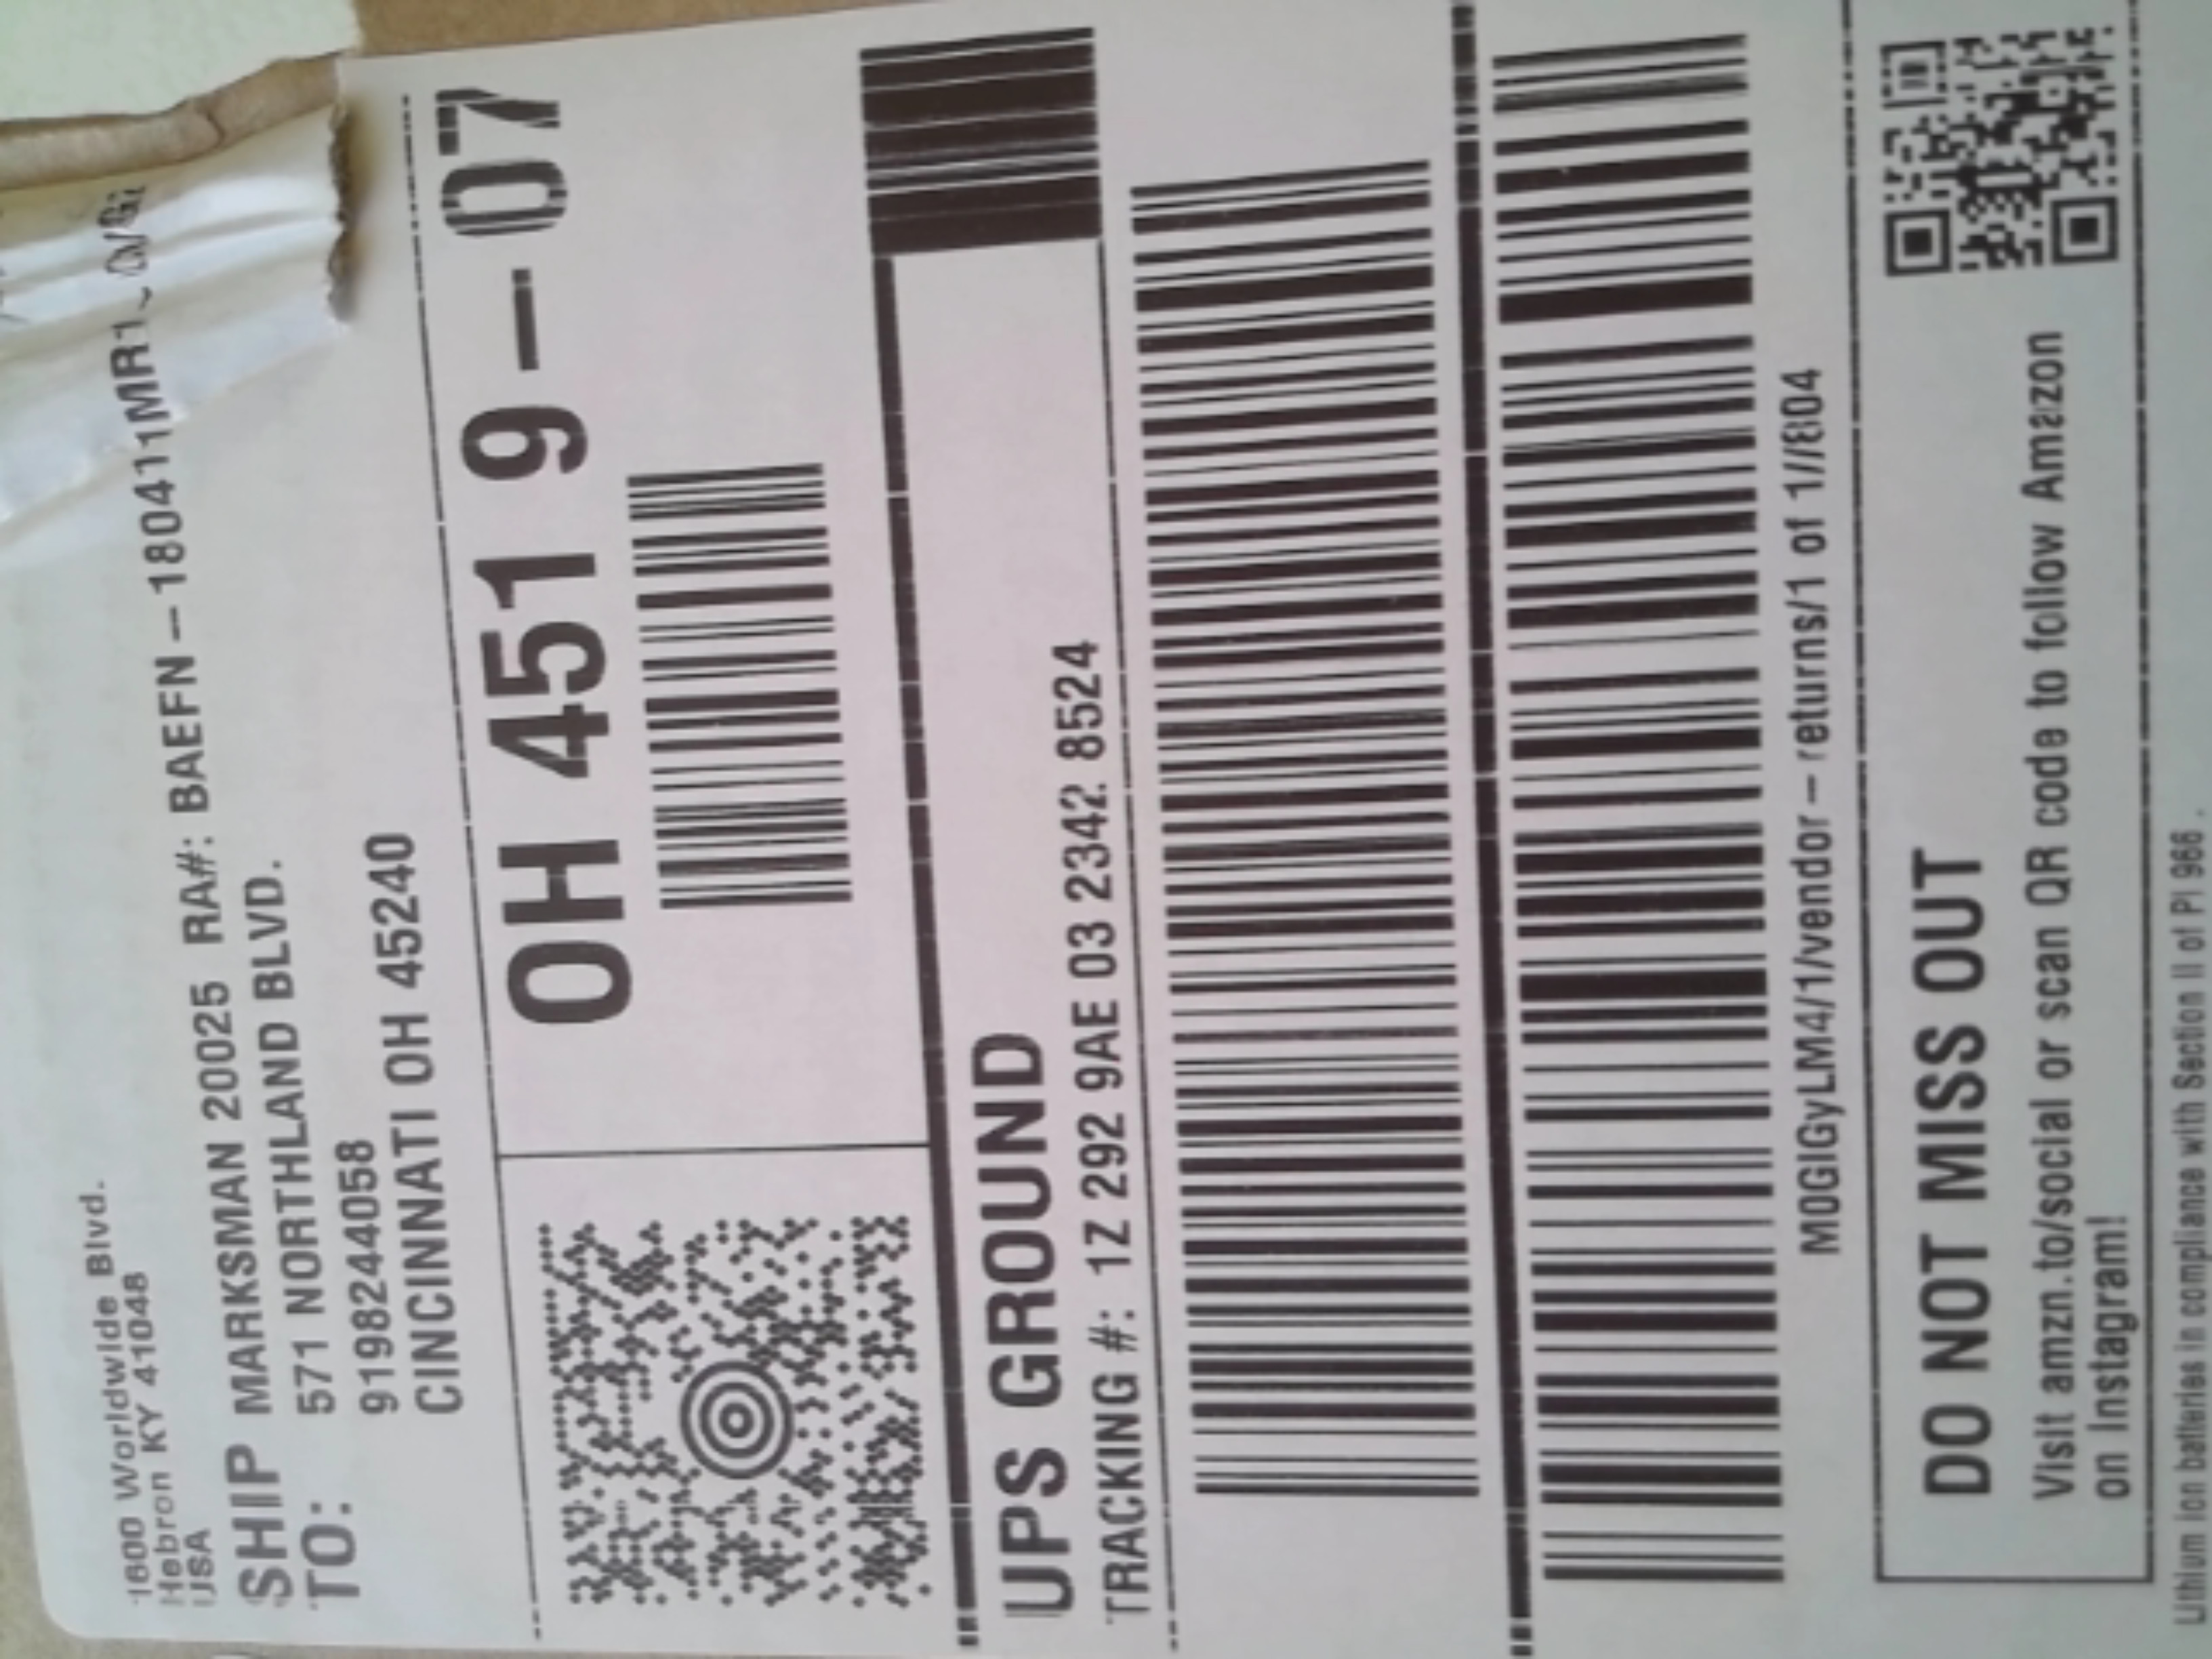 1600 Worldwide Blvd.
Hebron KY 41048
USA
SHIP TO:
MARKSMAN 20025 RA#: BAEFN-180411MR1
571 NORTHLAND BLVD.
9198244058
CINCINNATI OH 45240
OH 451 9-07
UPS GROUND
TRACKING #: 1Z 292 9AE 03 2342 8524
MOGIGyLM4/1/vendor-returns/1 of 1//804
DO NOT MISS OUT
Visit amzn.to/social or scan QR code to follow Amazon
on Instagram!
Lithium ion batteries in compliance with Section II of PI 966 .